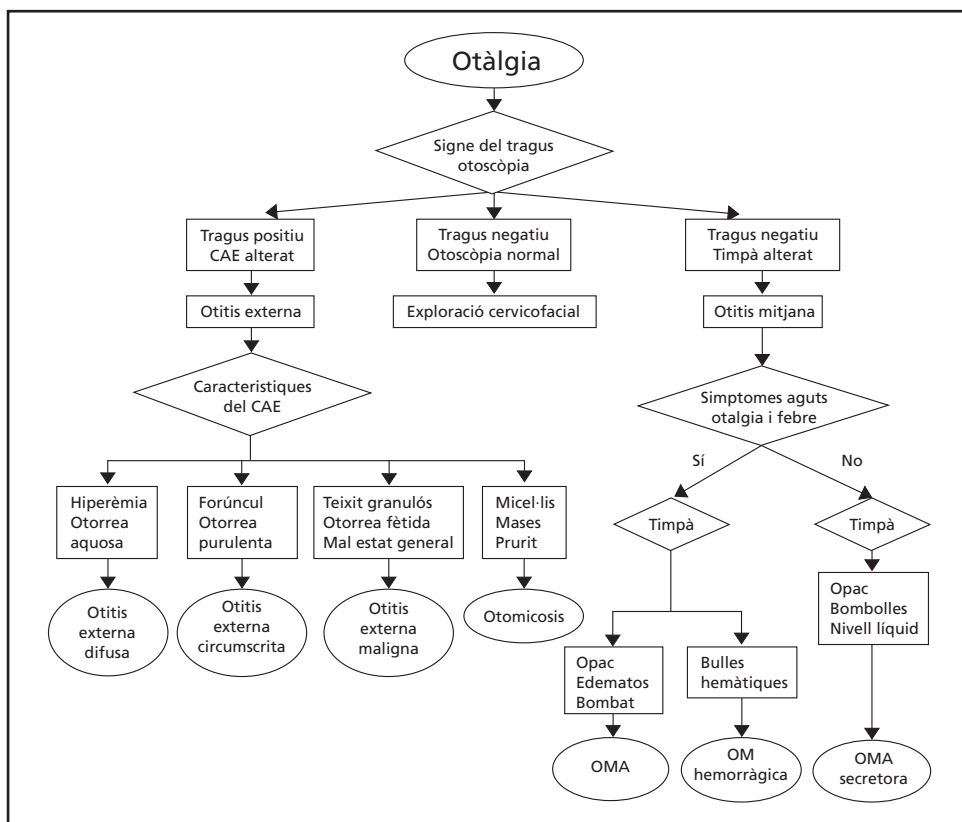 Otàlgia
Signe del tragus
otoscòpia
Tragus positiu
CAE alterat
Tragus negatiu
Otoscòpia normal
Tragus negatiu
Timpà alterat
Otitis externa
Exploració cervicofacial
Otitis mitjana
Caracteristiques
del CAE
Simptomes aguts
otalgia i febre
Sí
No
Hiperèmia
Otorrea
aquosa
Forúncul
Otorrea
purulenta
Teixit granulós
Otorrea fètida
Mal estat general
Micel·lis
Mases
Prurit
Timpà
Timpà
Otitis
externa
difusa
Otitis
externa
circumscrita
Otitis
externa
maligna
Otomicosis
Opac
Bombolles
Nivell líquid
Opac
Edematos
Bombat
Bulles
hemàtiques
OMA
OM
hemorràgica
OMA
secretora